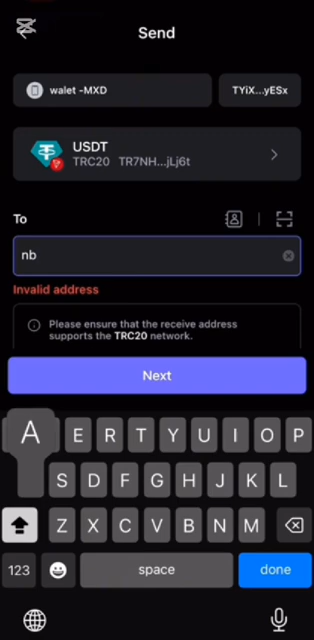 Send
walet -MXD
TYiX...yESx
USDT
TRC20 TR7NH...jLj6t
To
nb
Invalid address
Please ensure that the receive address
supports the TRC20 network.
Next
A E R T Y U I O P
S D F G H J K L
Z X C V B N M
123 space done